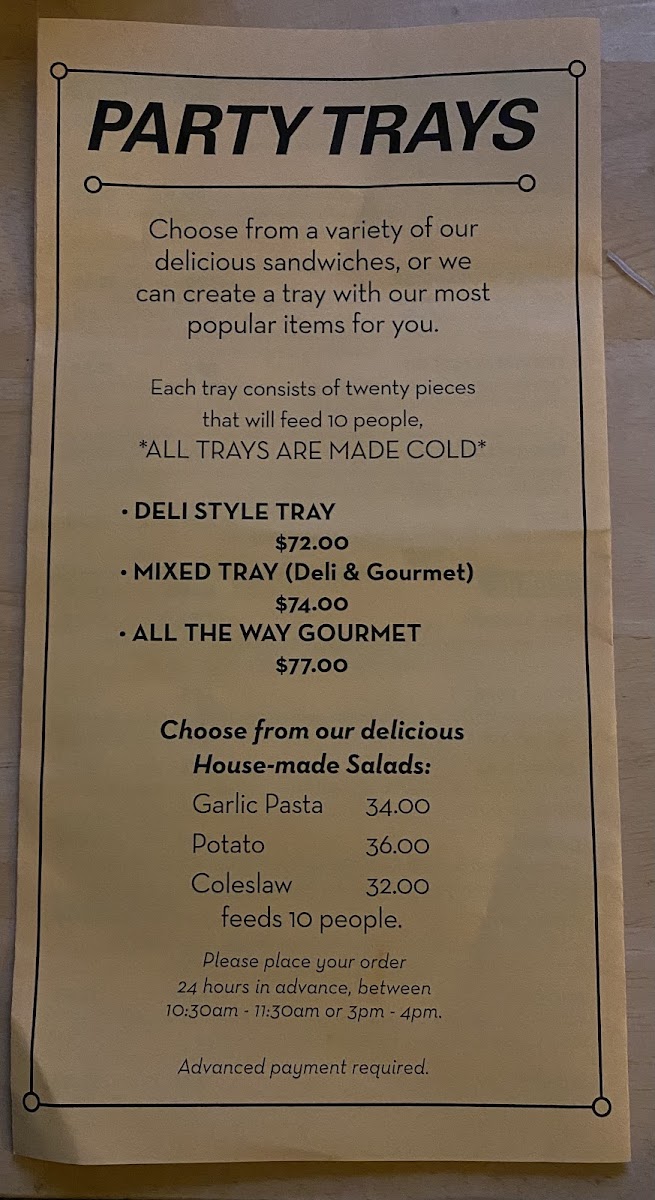 PARTY TRAYS
Choose from a variety of our
delicious sandwiches, or we
can create a tray with our most
popular items for you.
Each tray consists of twenty pieces
that will feed 10 people,
*ALL TRAYS ARE MADE COLD*
• DELI STYLE TRAY
$72.00
• MIXED TRAY (Deli & Gourmet)
$74.00
• ALL THE WAY GOURMET
$77.00
Choose from our delicious
House-made Salads:
Garlic Pasta 34.00
Potato 36.00
Coleslaw 32.00
feeds 10 people.
Please place your order
24 hours in advance, between
10:30am - 11:30am or 3pm - 4pm.
Advanced payment required.